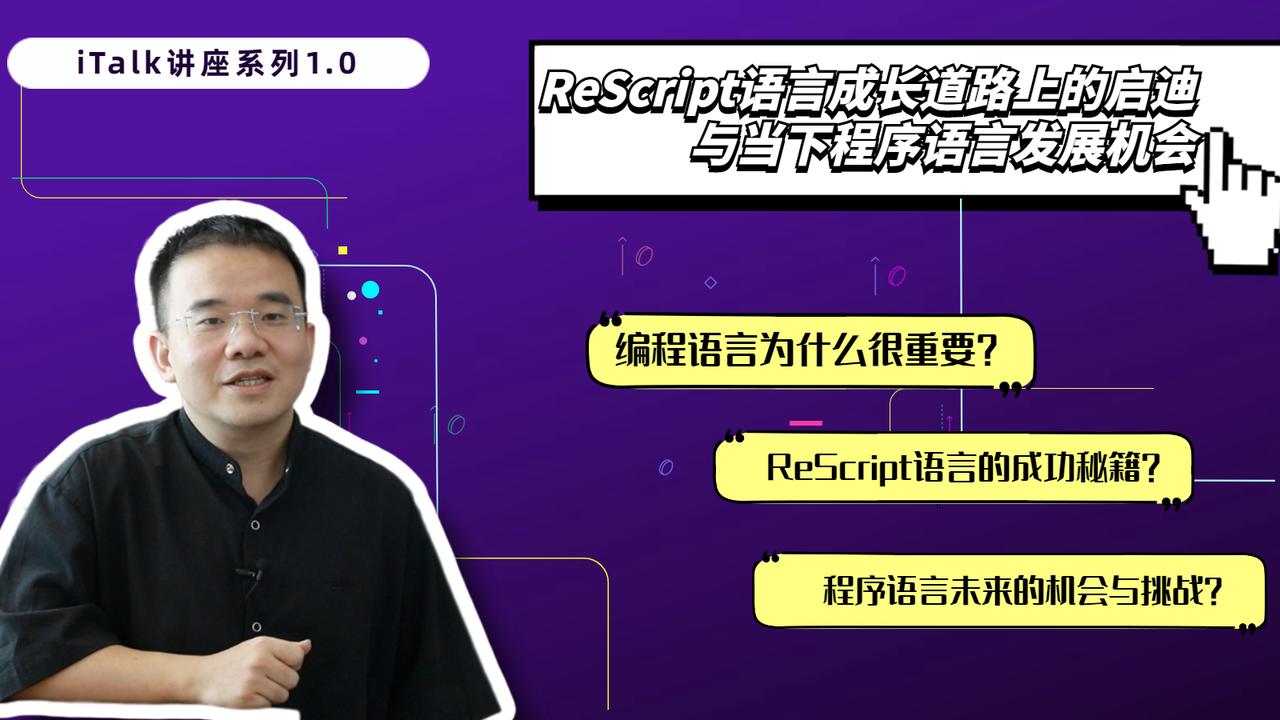 iTalk讲座系列1.0
ReScript语言成长道路上的启迪
与当下程序语言发展机会
“编程语言为什么很重要？”
“ReScript语言的成功秘籍？”
“程序语言未来的机会与挑战？”